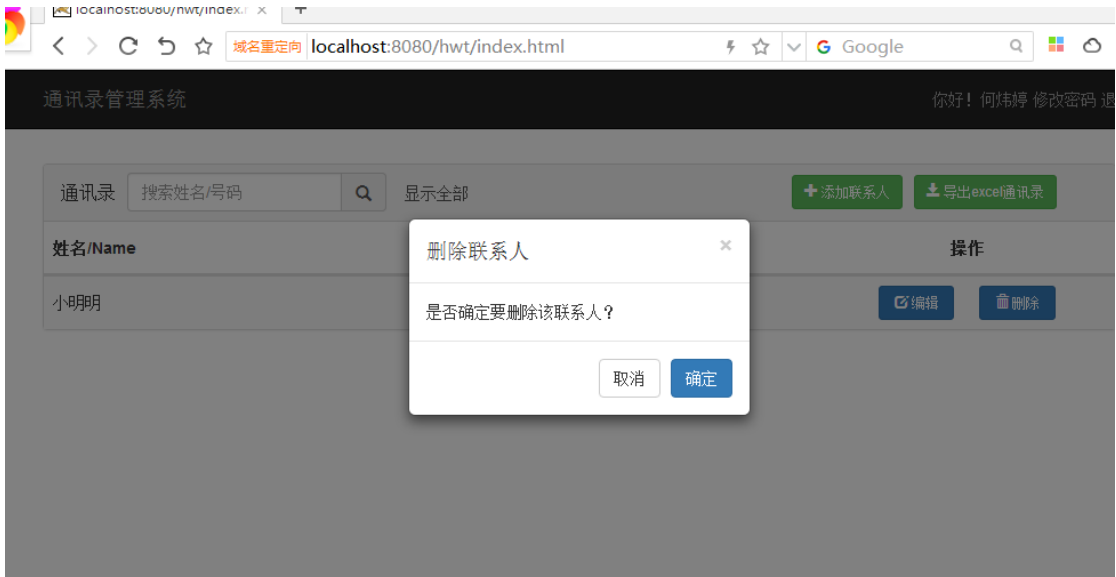 localhost:8080/hwt/index.
域名重定向 localhost:8080/hwt/index.html Google
通讯录管理系统 你好！何炜婷 修改密码 退
通讯录 搜索姓名/号码 显示全部 添加联系人 导出excel通讯录
姓名/Name 操作
小明明 编辑 删除
删除联系人 ×
是否确定要删除该联系人？
取消 确定